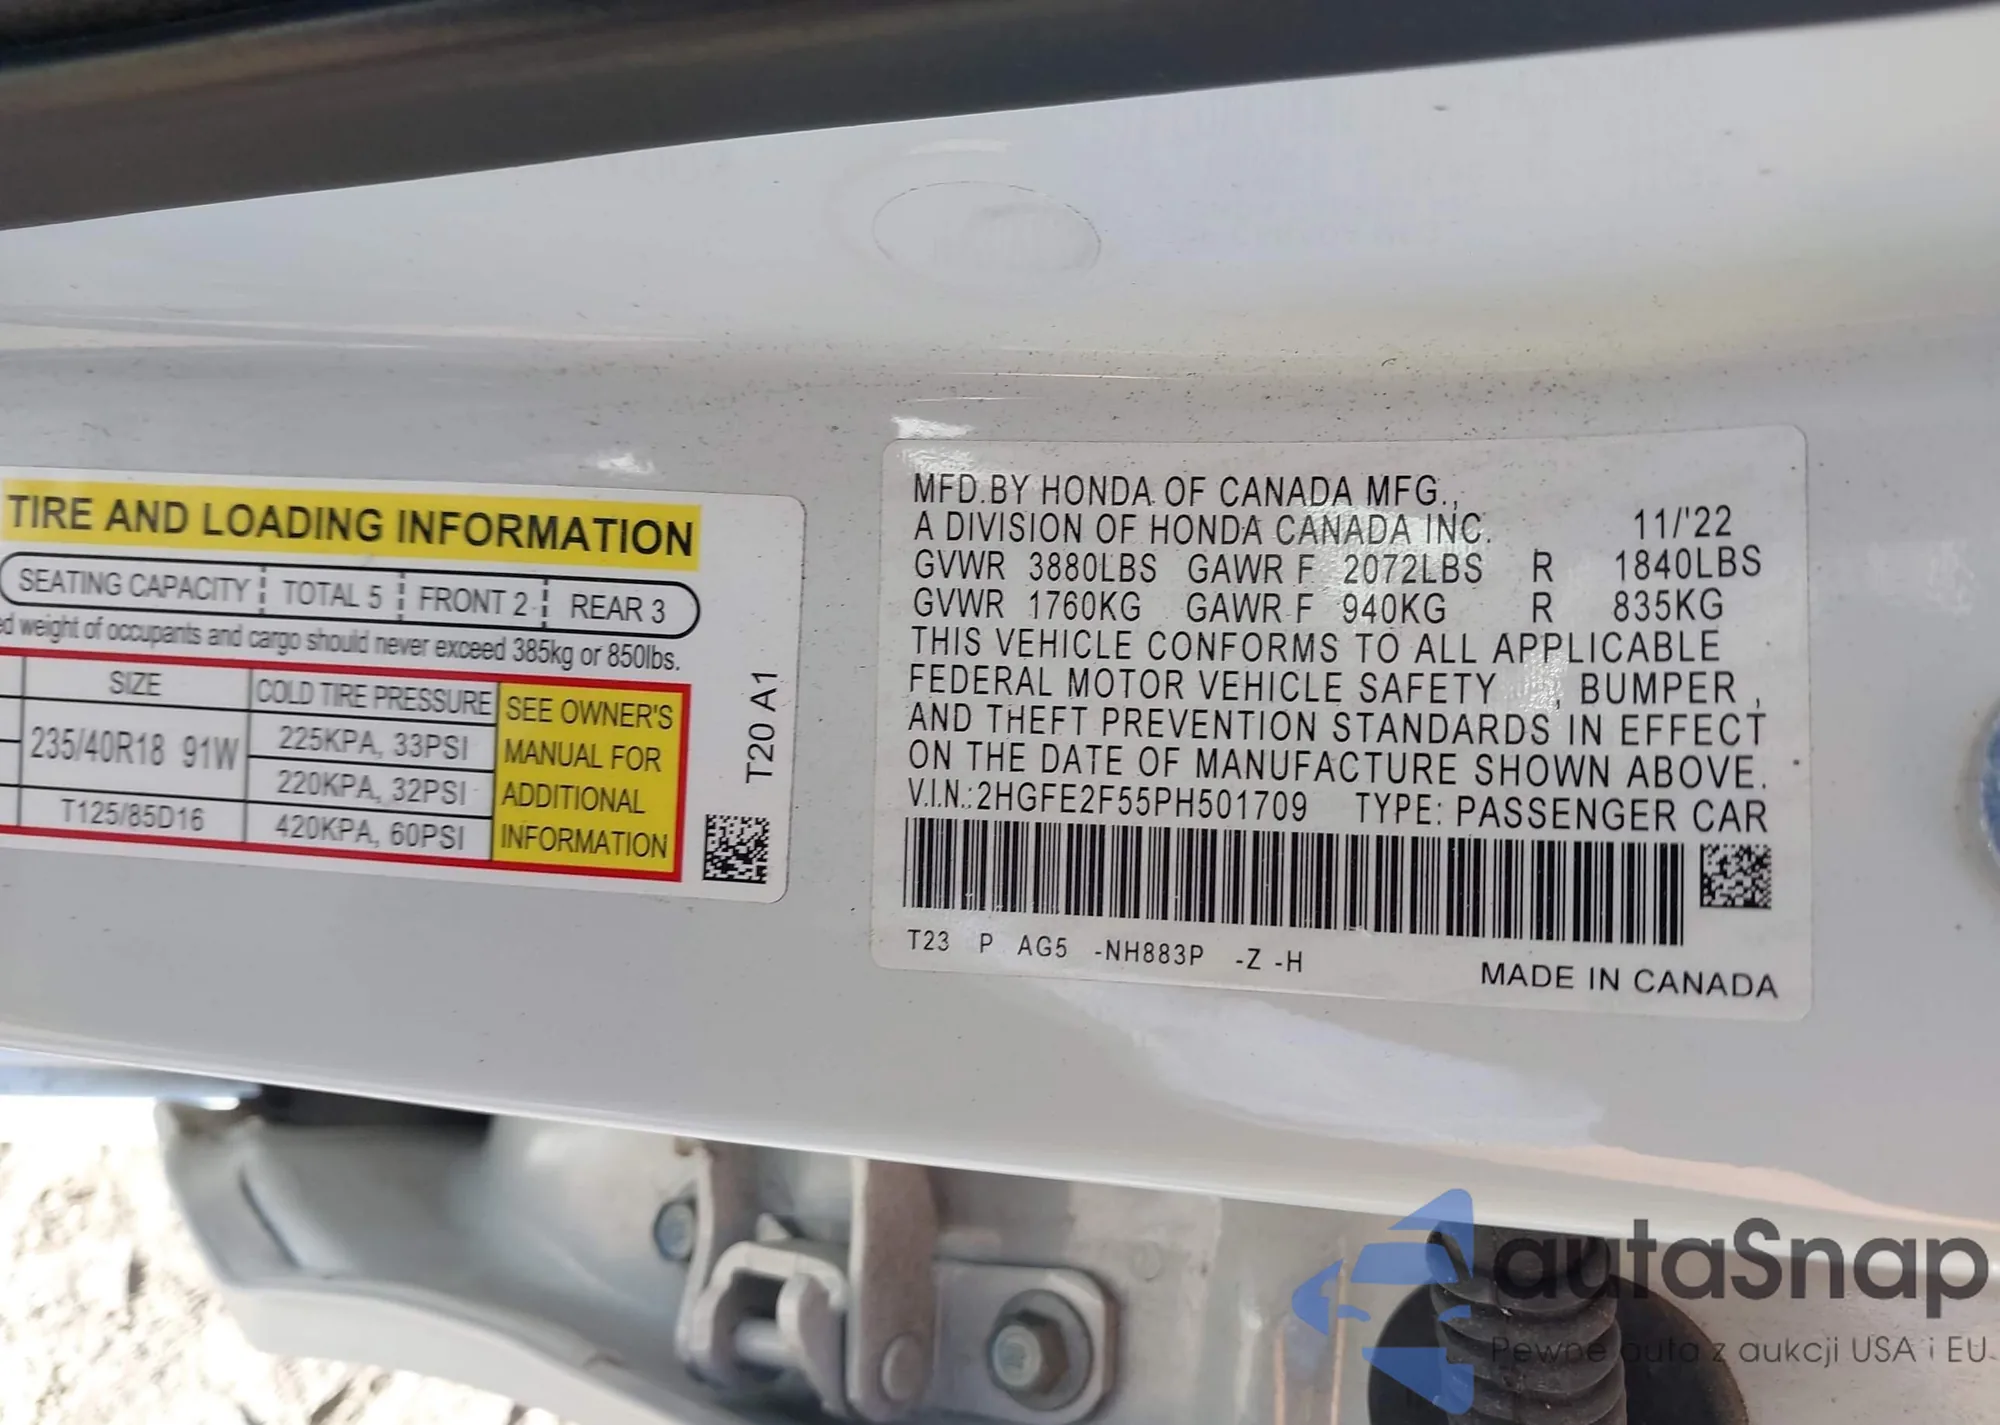 TIRE AND LOADING INFORMATION
SEATING CAPACITY TOTAL 5 FRONT 2 REAR 3
weight of occupants and cargo should never exceed 385kg or 850lbs.
SIZE COLD TIRE PRESSURE SEE OWNER'S MANUAL FOR ADDITIONAL INFORMATION
235/40R18 91W 225KPA, 33PSI
220KPA, 32PSI
T125/85D16 420KPA, 60PSI
T20 A1
MFD.BY HONDA OF CANADA MFG.,
A DIVISION OF HONDA CANADA INC. 11/'22
GVWR 3880LBS GAWR F 2072LBS R 1840LBS
GVWR 1760KG GAWR F 940KG R 835KG
THIS VEHICLE CONFORMS TO ALL APPLICABLE
FEDERAL MOTOR VEHICLE SAFETY , BUMPER ,
AND THEFT PREVENTION STANDARDS IN EFFECT
ON THE DATE OF MANUFACTURE SHOWN ABOVE.
V.I.N.:2HGFE2F55PH501709 TYPE: PASSENGER CAR
T23 P AG5 -NH883P -Z -H
MADE IN CANADA
autaSnap
Pewne auta z aukcji USA i EU